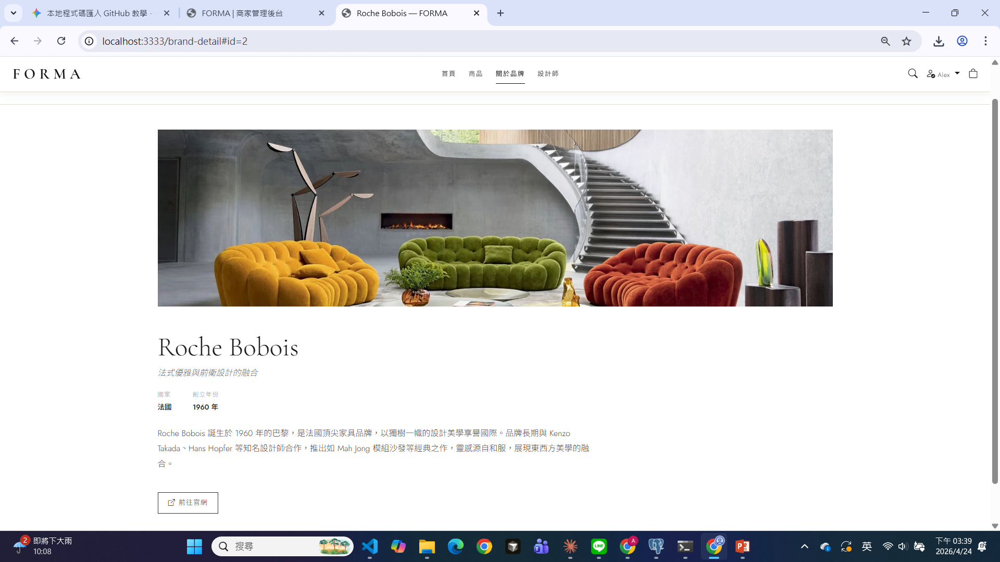 本地程式碼匯入 GitHub 教學 -
FORMA | 商家管理後台
Roche Bobois — FORMA
localhost:3333/brand-detail#id=2
FORMA
首頁
商品
關於品牌
設計師
Alex
Roche Bobois
法式優雅與前衛設計的融合
國家
創立年份
法國
1960 年
Roche Bobois 誕生於 1960 年的巴黎，是法國頂尖家具品牌，以獨樹一幟的設計美學享譽國際。品牌長期與 Kenzo
Takada、Hans Hopfer 等知名設計師合作，推出如 Mah Jong 模組沙發等經典之作，靈感源自和服，展現東西方美學的融
合。
前往官網
2
即將下大雨
10:08
搜尋
LINE
A
英
下午 03:39
2026/4/24